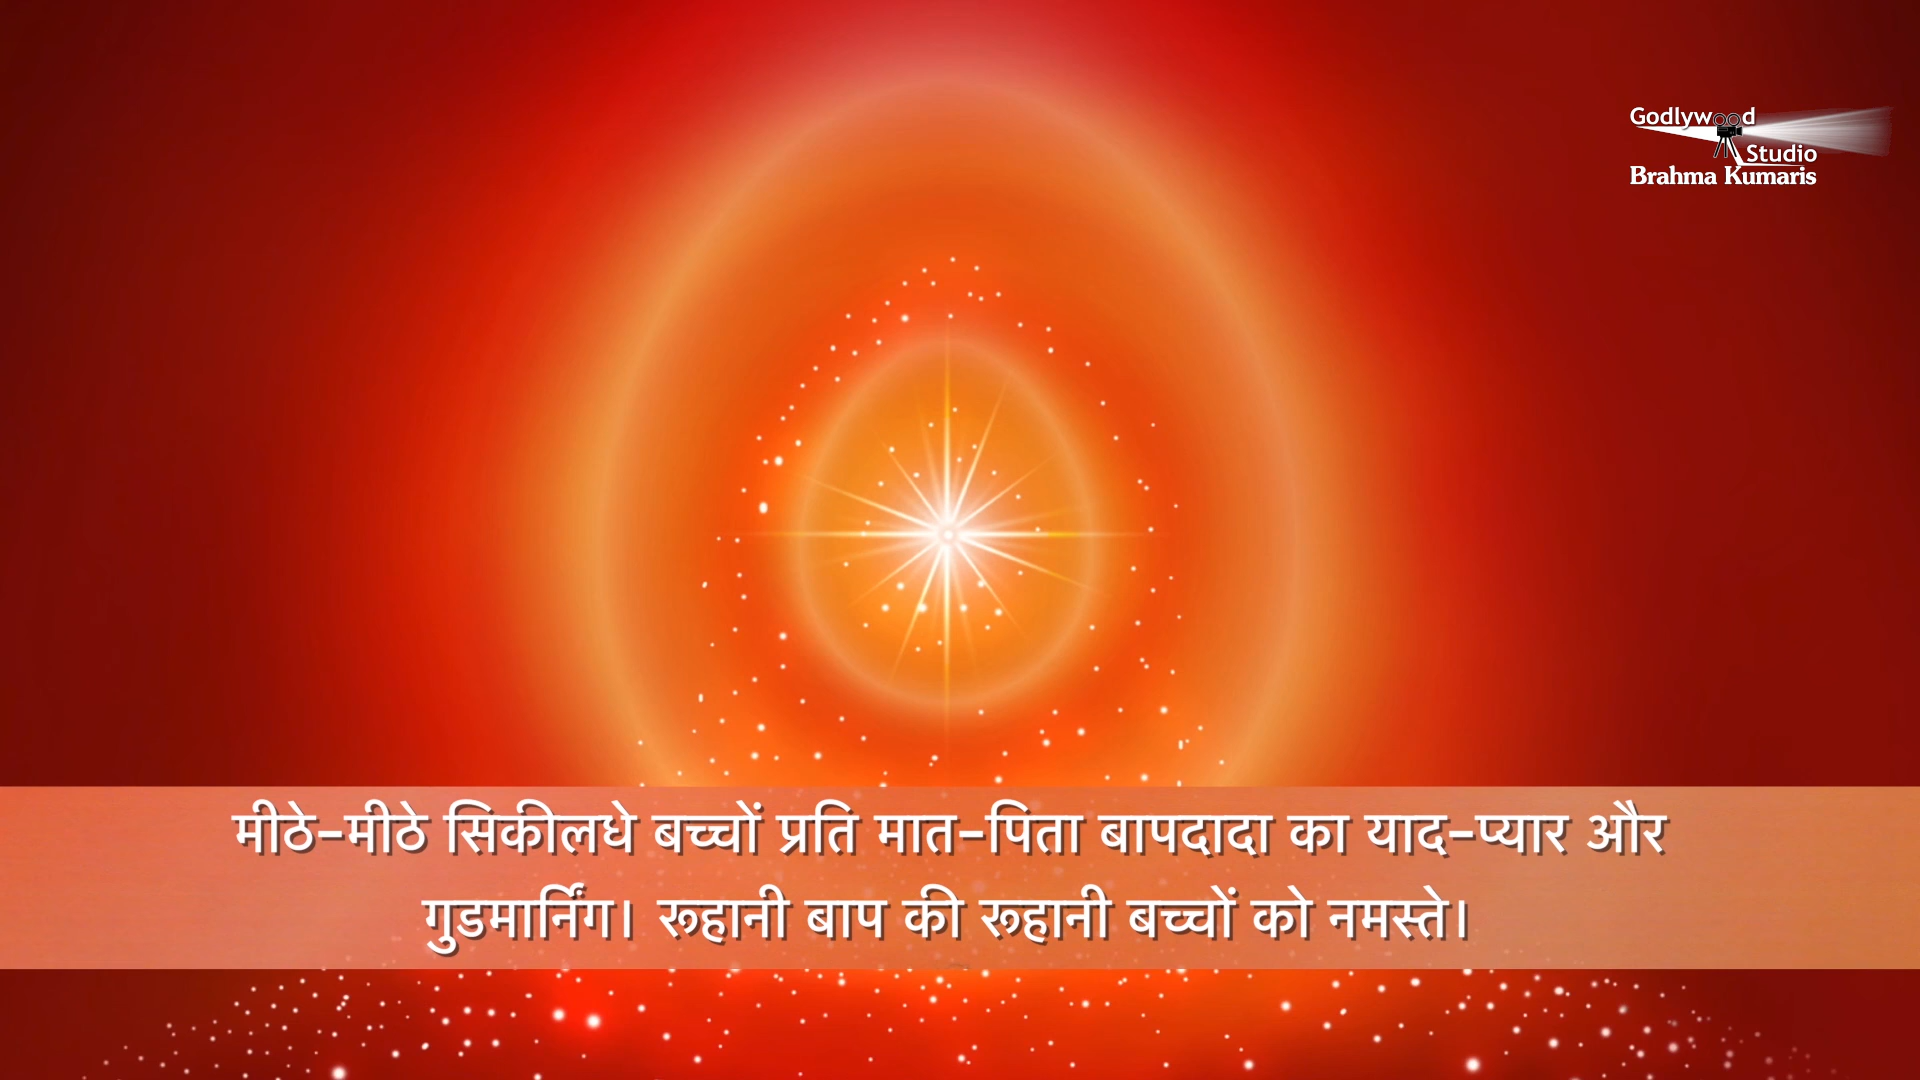 Godlywood
Studio
Brahma Kumaris
मीठे-मीठे सिकीलधे बच्चों प्रति मात-पिता बापदादा का याद-प्यार और
गुडमार्निंग। रूहानी बाप की रूहानी बच्चों को नमस्ते।